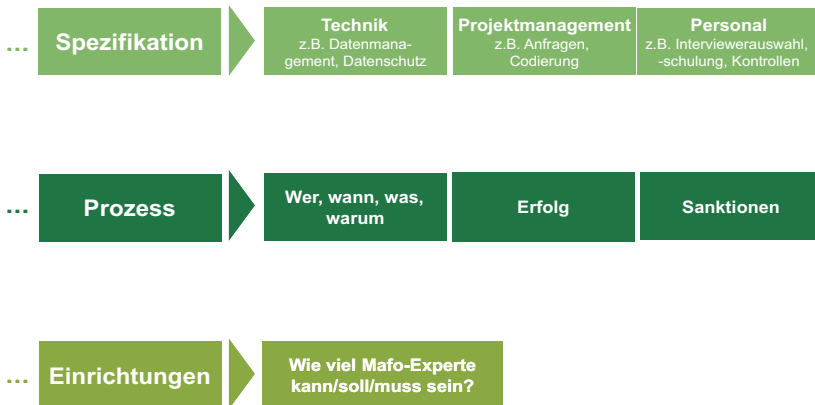 ...
Spezifikation
Technik
z.B. Datenmana-
gement, Datenschutz
Projektmanagement
z.B. Anfragen,
Codierung
Personal
z.B. Interviewerauswahl,
-schulung, Kontrollen
...
Prozess
Wer, wann, was,
warum
Erfolg
Sanktionen
...
Einrichtungen
Wie viel Mafo-Experte
kann/soll/muss sein?